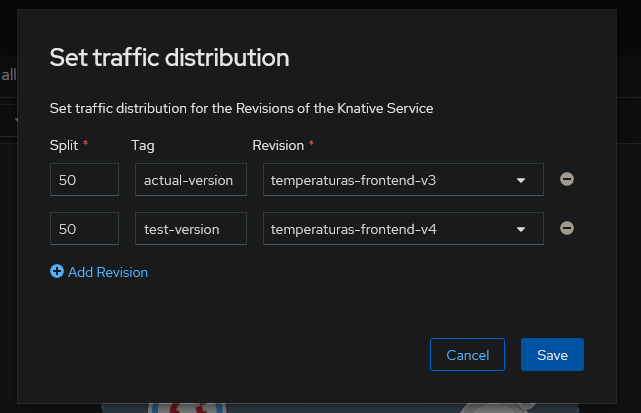 all
Set traffic distribution
Set traffic distribution for the Revisions of the Knative Service
Split * Tag Revision *
50 actual-version temperaturas-frontend-v3
50 test-version temperaturas-frontend-v4
Add Revision
Cancel Save